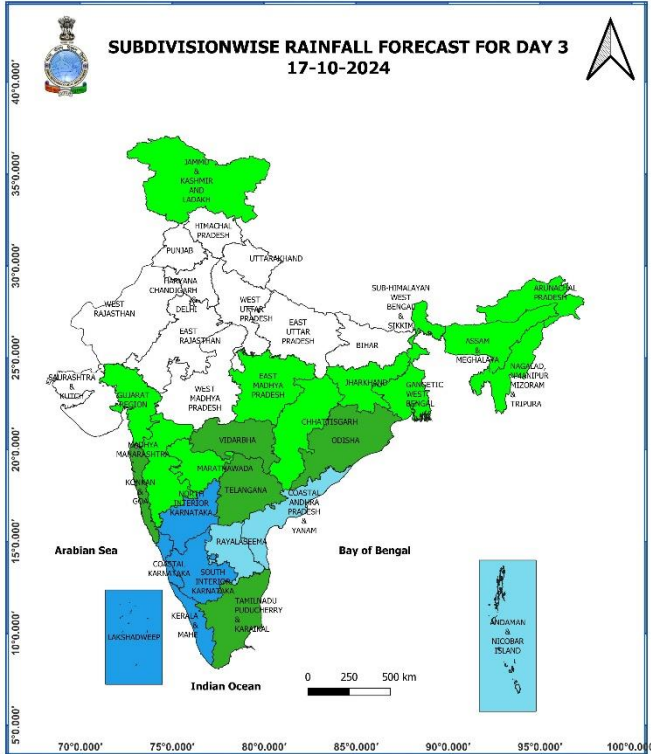 SUBDIVISIONWISE RAINFALL FORECAST FOR DAY 3
17-10-2024
40°0.000'
35°0.000'
30°0.000'
25°0.000'
20°0.000'
15°0.000'
10°0.000'
5°0.000'
JAMMU
&
KASHMIR
AND
LADAKH
HIMACHAL
PRADESH
PUNJAB
UTTARAKHAND
HARYANA
CHANDIGARH
&
DELHI
WEST
RAJASTHAN
WEST
UTTAR
PRADESH
EAST
RAJASTHAN
EAST
UTTAR
PRADESH
SUB-HIMALAYAN
WEST
BENGAL
&
SIKKIM
ARUNACHAL
PRADESH
BIHAR
ASSAM
&
MEGHALAYA
NAGALAD,
MANIPUR
MIZORAM
&
TRIPURA
SAURASHTRA
&
KUTCH
GUJARAT
REGION
WEST
MADHYA
PRADESH
EAST
MADHYA
PRADESH
JHARKHAND
GANGETIC
WEST
BENGAL
CHHATTISGARH
ODISHA
VIDARBHA
MADHYA
MAHARASHTRA
MARATHAWADA
KONKAN
&
GOA
TELANGANA
NORTH
INTERIOR
KARNATAKA
COASTAL
ANDHRA
PRADESH
&
YANAM
RAYALASEEMA
Arabian Sea
Bay of Bengal
COASTAL
KARNATAKA
SOUTH
INTERIOR
KARNATAKA
TAMILNADU
PUDUCHERRY
&
KARAIKAL
KERALA
&
MAHE
LAKSHADWEEP
ANDAMAN
&
NICOBAR
ISLAND
Indian Ocean
0 250 500 km
70°0.000' 75°0.000' 80°0.000' 85°0.000' 90°0.000' 95°0.000' 100°0.000'